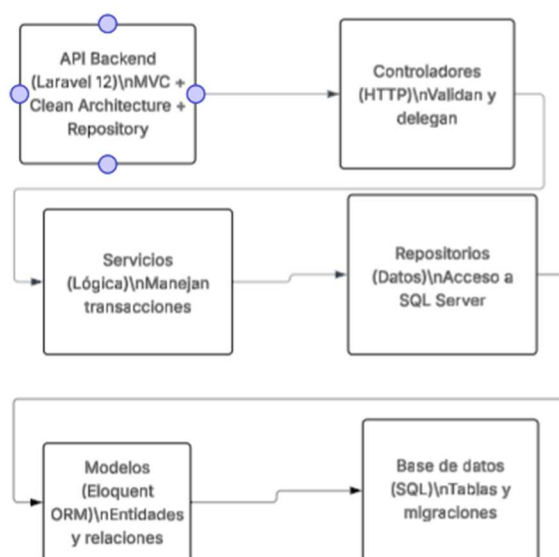 API Backend
(Laravel 12)\nMVC +
Clean Architecture +
Repository
Controladores
(HTTP)\nValidan y
delegan
Servicios
(Lógica)\nManejan
transacciones
Repositorios
(Datos)\nAcceso a
SQL Server
Modelos
(Eloquent
ORM)\nEntidades
y relaciones
Base de datos
(SQL)\nTablas y
migraciones